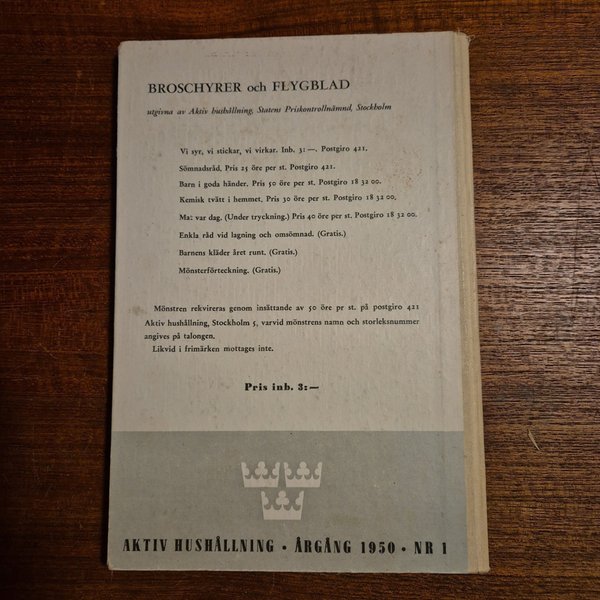 BROSCHYRER och FLYGBLAD
utgivna av Aktiv hushållning, Statens Priskontrollnämnd, Stockholm
Vi syr, vi stickar, vi virkar. Inb. 3: —. Postgiro 421.
Sömnadsråd. Pris 25 öre per st. Postgiro 421.
Barn i goda händer. Pris 50 öre per st. Postgiro 18 32 00.
Kemisk tvätt i hemmet. Pris 30 öre per st. Postgiro 18 32 00.
Mat var dag. (Under tryckning.) Pris 40 öre per st. Postgiro 18 32 00.
Enkla råd vid lagning och omsömnad. (Gratis.)
Barnens kläder året runt. (Gratis.)
Mönsterförteckning. (Gratis.)
Mönstren rekvireras genom insättande av 50 öre pr st. på postgiro 421
Aktiv hushållning, Stockholm 5, varvid mönstrens namn och storleksnummer
angives på talongen.
Likvid i frimärken mottages inte.
Pris inb. 3:—
AKTIV HUSHÅLLNING • ÅRGÅNG 1950 • NR 1